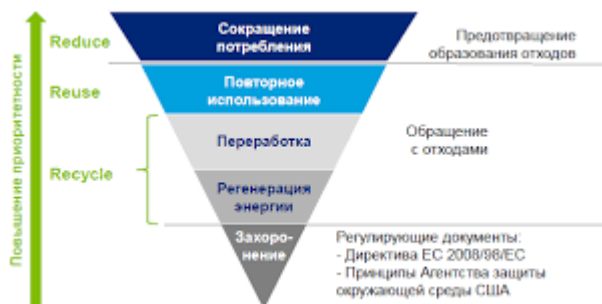 Повышение приоритетности
Reduce
Сокращение
потребления
Предотвращение
образования отходов
Reuse
Повторное
использование
Recycle
Переработка
Обращение
с отходами
Регенерация
энергии
Захоро-
нение
Регулирующие документы:
- Директива ЕС 2008/98/EC
- Принципы Агентства защиты
окружающей среды США